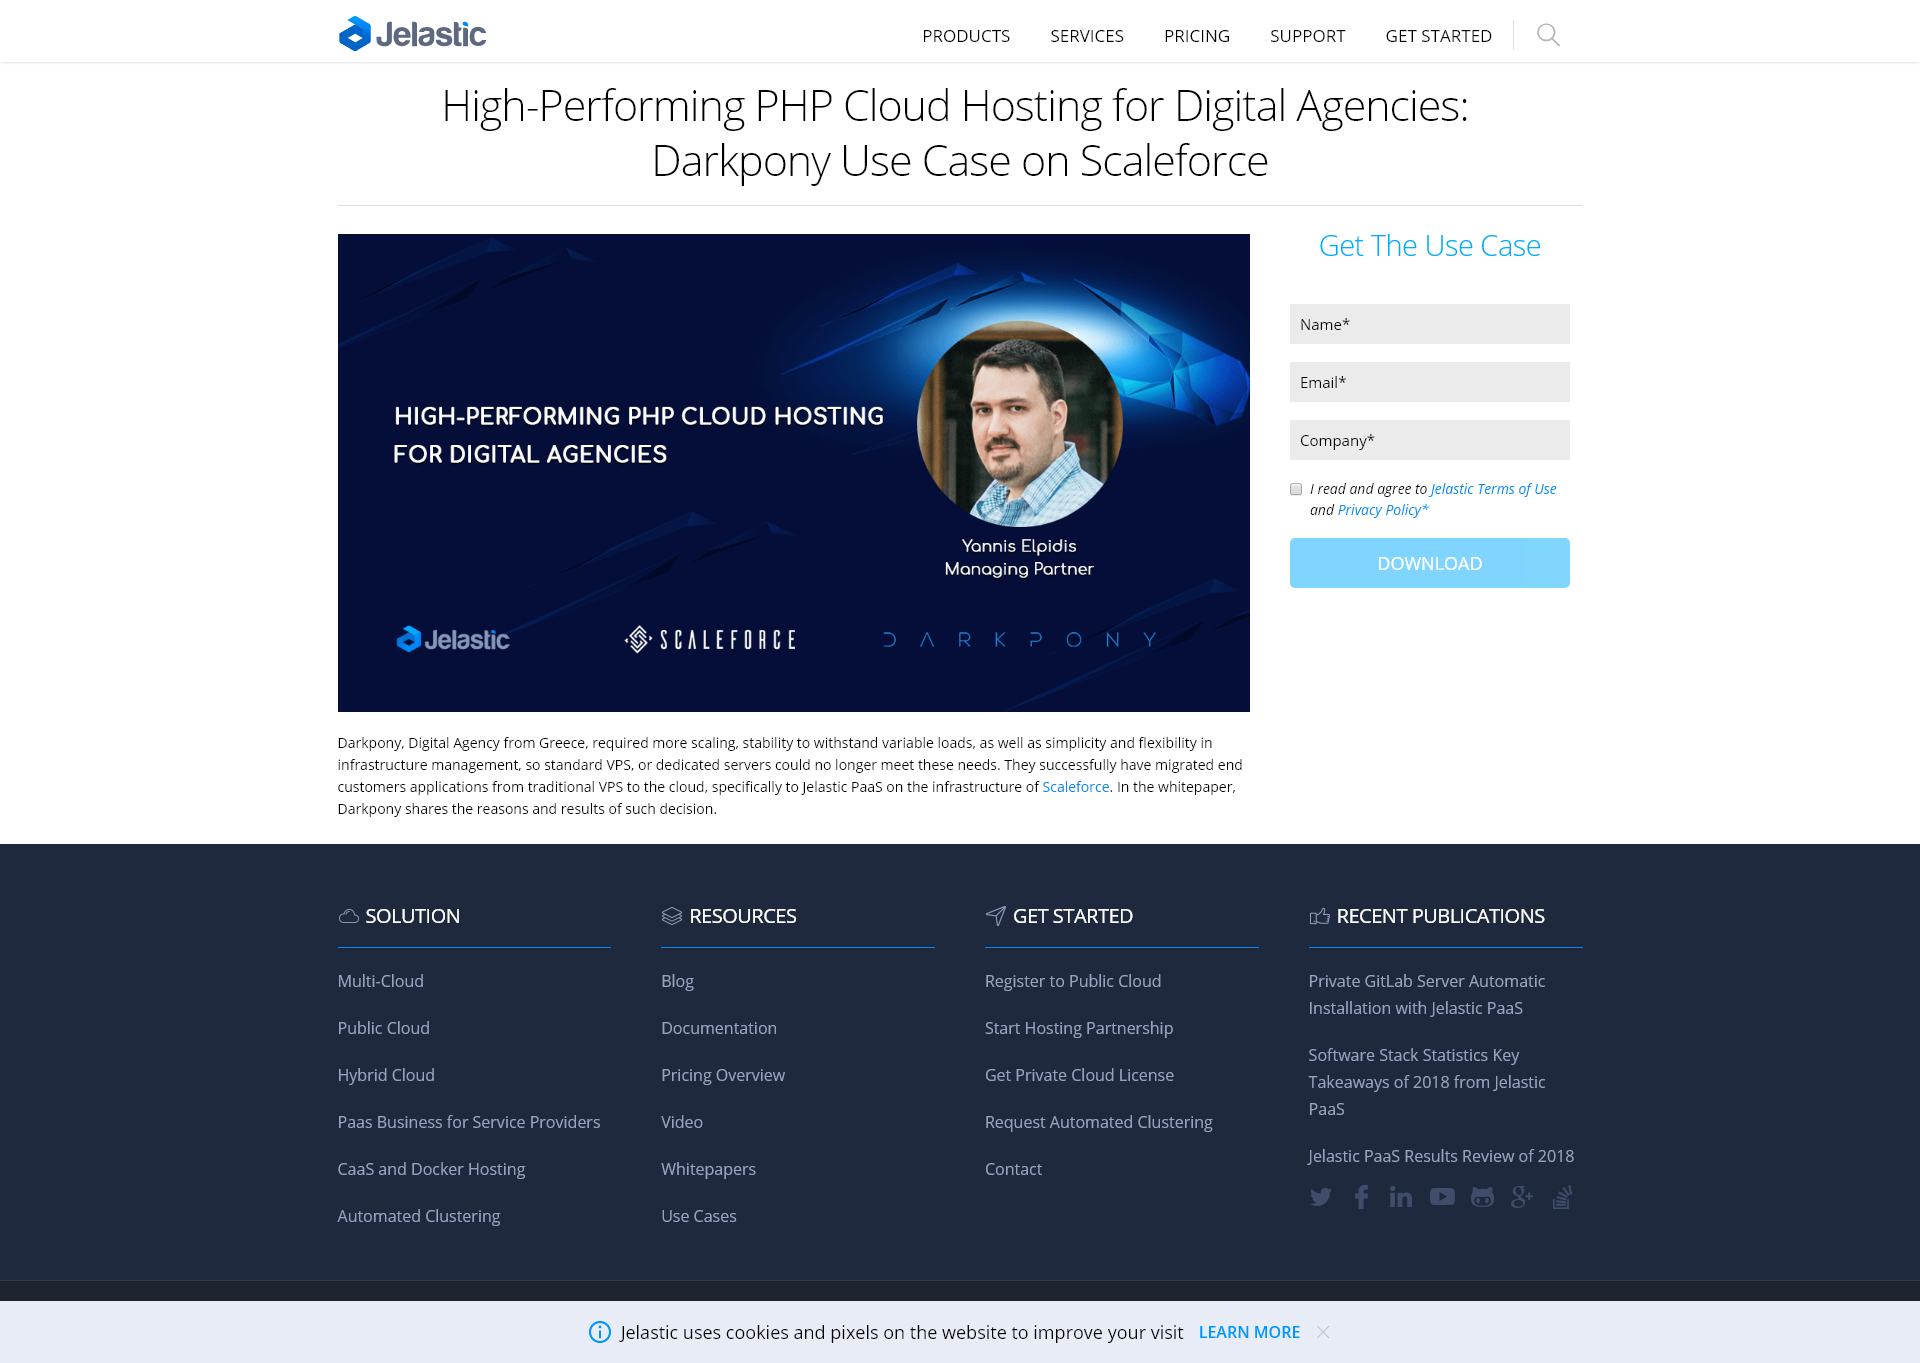 Jelastic
PRODUCTS
SERVICES
PRICING
SUPPORT
GET STARTED
High-Performing PHP Cloud Hosting for Digital Agencies:
Darkpony Use Case on Scaleforce
HIGH-PERFORMING PHP CLOUD HOSTING
FOR DIGITAL AGENCIES
Yannis Elpidis
Managing Partner
Jelastic
SCALEFORCE
DARKPONY
Get The Use Case
Name*
Email*
Company*
I read and agree to Jelastic Terms of Use
and Privacy Policy*
DOWNLOAD
Darkpony, Digital Agency from Greece, required more scaling, stability to withstand variable loads, as well as simplicity and flexibility in
infrastructure management, so standard VPS, or dedicated servers could no longer meet these needs. They successfully have migrated end
customers applications from traditional VPS to the cloud, specifically to Jelastic PaaS on the infrastructure of Scaleforce. In the whitepaper,
Darkpony shares the reasons and results of such decision.
SOLUTION
Multi-Cloud
Public Cloud
Hybrid Cloud
Paas Business for Service Providers
CaaS and Docker Hosting
Automated Clustering
RESOURCES
Blog
Documentation
Pricing Overview
Video
Whitepapers
Use Cases
GET STARTED
Register to Public Cloud
Start Hosting Partnership
Get Private Cloud License
Request Automated Clustering
Contact
RECENT PUBLICATIONS
Private GitLab Server Automatic
Installation with Jelastic PaaS
Software Stack Statistics Key
Takeaways of 2018 from Jelastic
PaaS
Jelastic PaaS Results Review of 2018
Jelastic uses cookies and pixels on the website to improve your visit
LEARN MORE